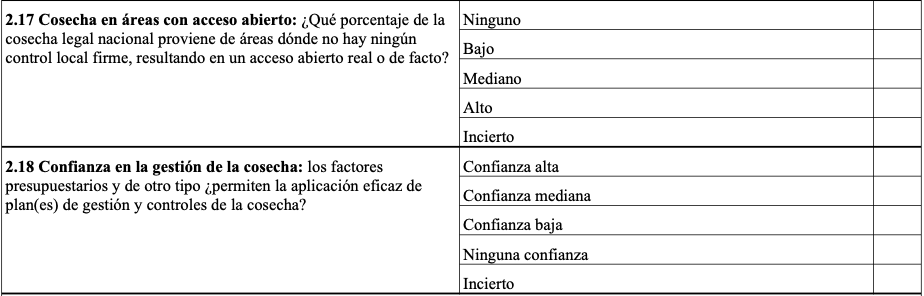 2.17 Cosecha en áreas con acceso abierto: ¿Qué porcentaje de la
cosecha legal nacional proviene de áreas dónde no hay ningún
control local firme, resultando en un acceso abierto real o de facto?
Ninguno
Bajo
Mediano
Alto
Incierto
2.18 Confianza en la gestión de la cosecha: los factores
presupuestarios y de otro tipo ¿permiten la aplicación eficaz de
plan(es) de gestión y controles de la cosecha?
Confianza alta
Confianza mediana
Confianza baja
Ninguna confianza
Incierto